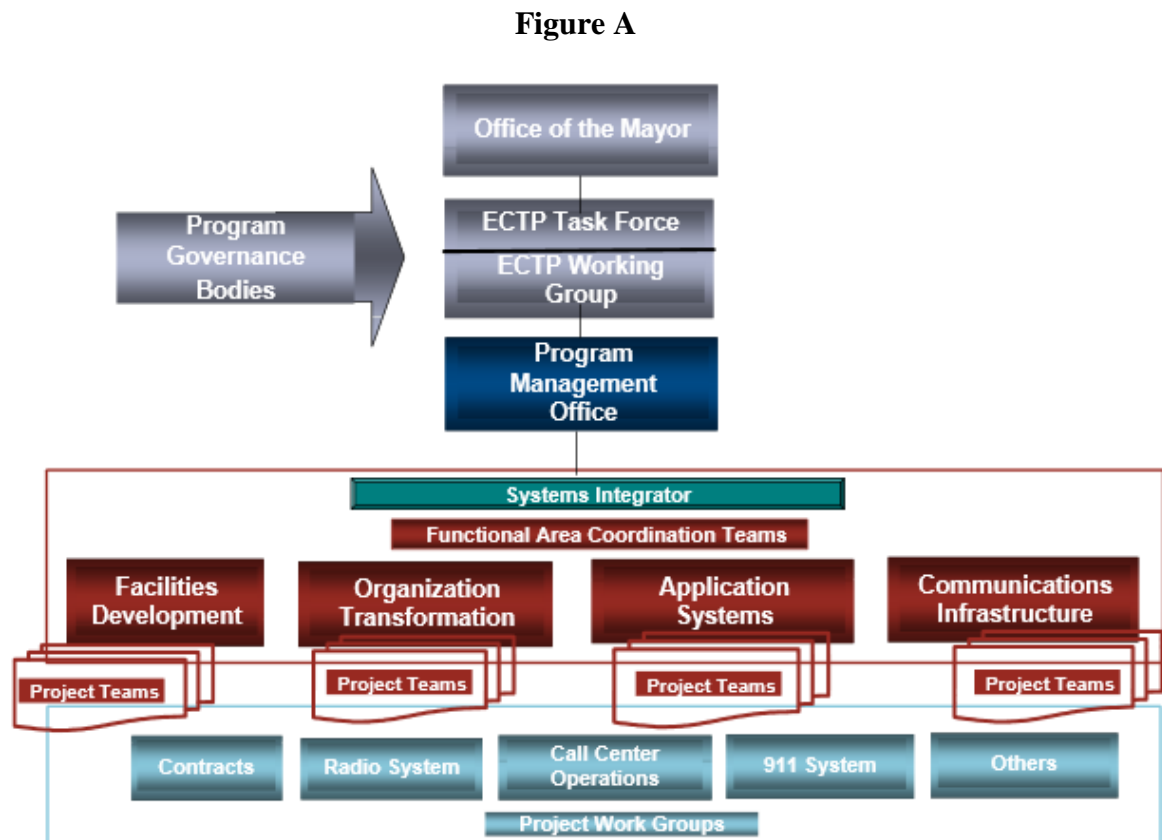 Figure A
Office of the Mayor
Program
Governance
Bodies
ECTP Task Force
ECTP Working
Group
Program
Management
Office
Systems Integrator
Functional Area Coordination Teams
Facilities
Development
Organization
Transformation
Application
Systems
Communications
Infrastructure
Project Teams
Project Teams
Project Teams
Project Teams
Contracts
Radio System
Call Center
Operations
911 System
Others
Project Work Groups